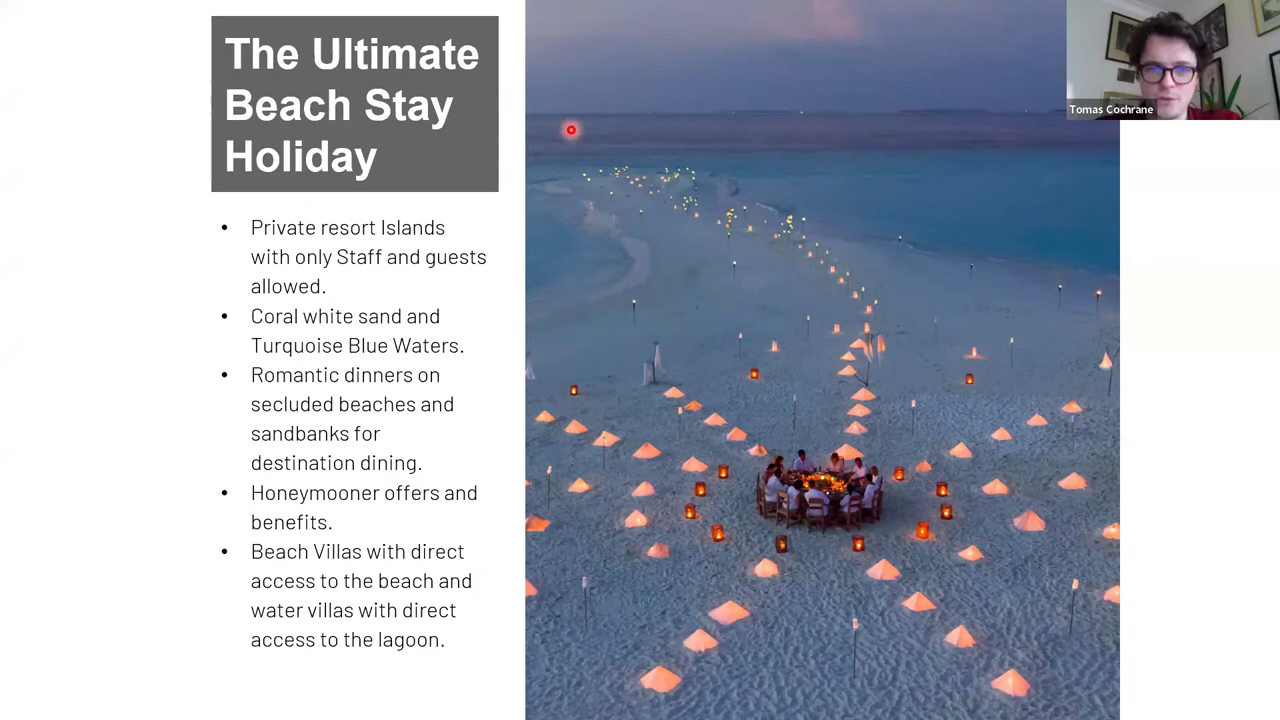 The Ultimate
Beach Stay
Holiday
• Private resort Islands
with only Staff and guests
allowed.
• Coral white sand and
Turquoise Blue Waters.
• Romantic dinners on
secluded beaches and
sandbanks for
destination dining.
• Honeymooner offers and
benefits.
• Beach Villas with direct
access to the beach and
water villas with direct
access to the lagoon.
Tomas Cochrane